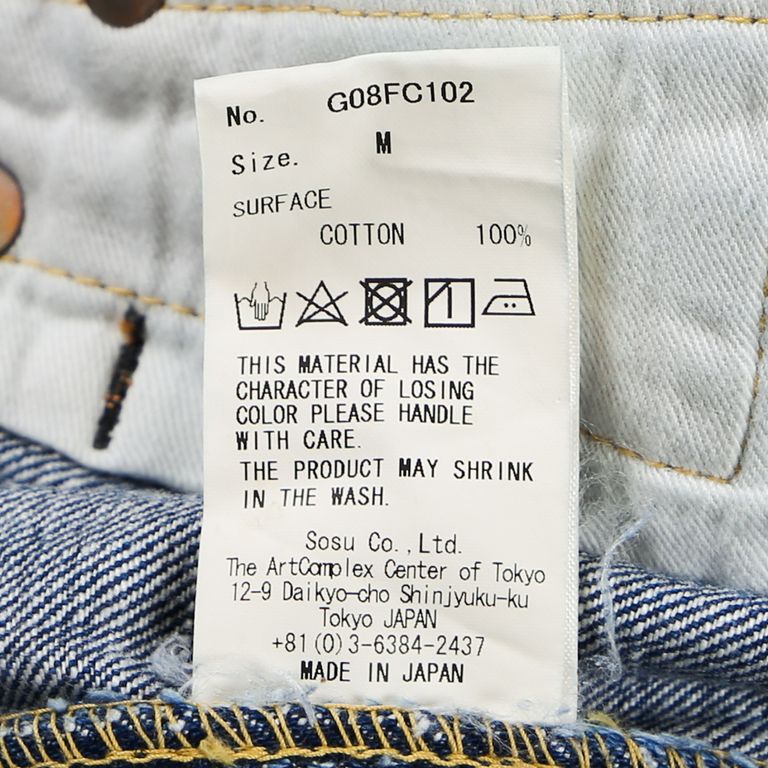 No. G08FC102
Size. M
SURFACE
COTTON 100%
THIS MATERIAL HAS THE
CHARACTER OF LOSING
COLOR PLEASE HANDLE
WITH CARE.
THE PRODUCT MAY SHRINK
IN THE WASH.
Sosu Co.,Ltd.
The ArtComplex Center of Tokyo
12-9 Daikyo-cho Shinjyuku-ku
Tokyo JAPAN
+81(0)3-6384-2437
MADE IN JAPAN